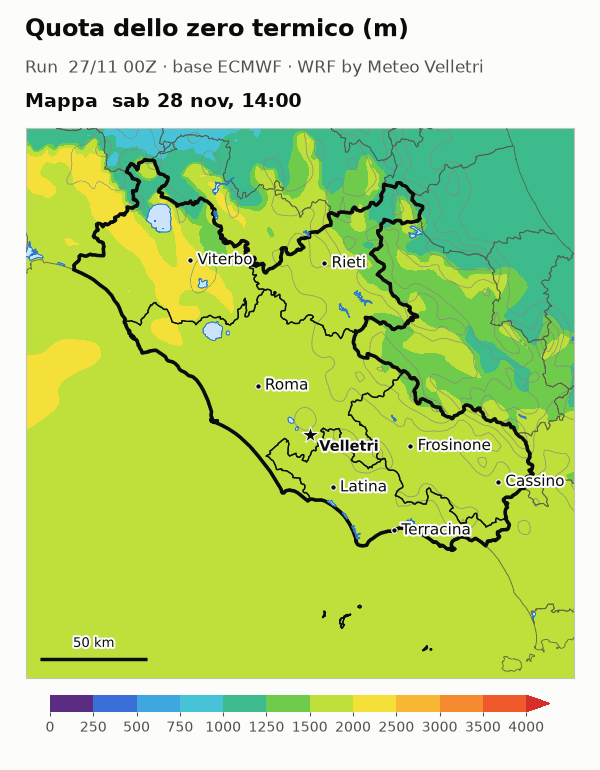 Quota dello zero termico (m)
Run 27/11 00Z · base ECMWF · WRF by Meteo Velletri
Mappa sab 28 nov, 14:00
Viterbo
Rieti
Roma
Velletri
Frosinone
Cassino
Latina
Terracina
50 km
0 250 500 750 1000 1250 1500 2000 2500 3000 3500 4000